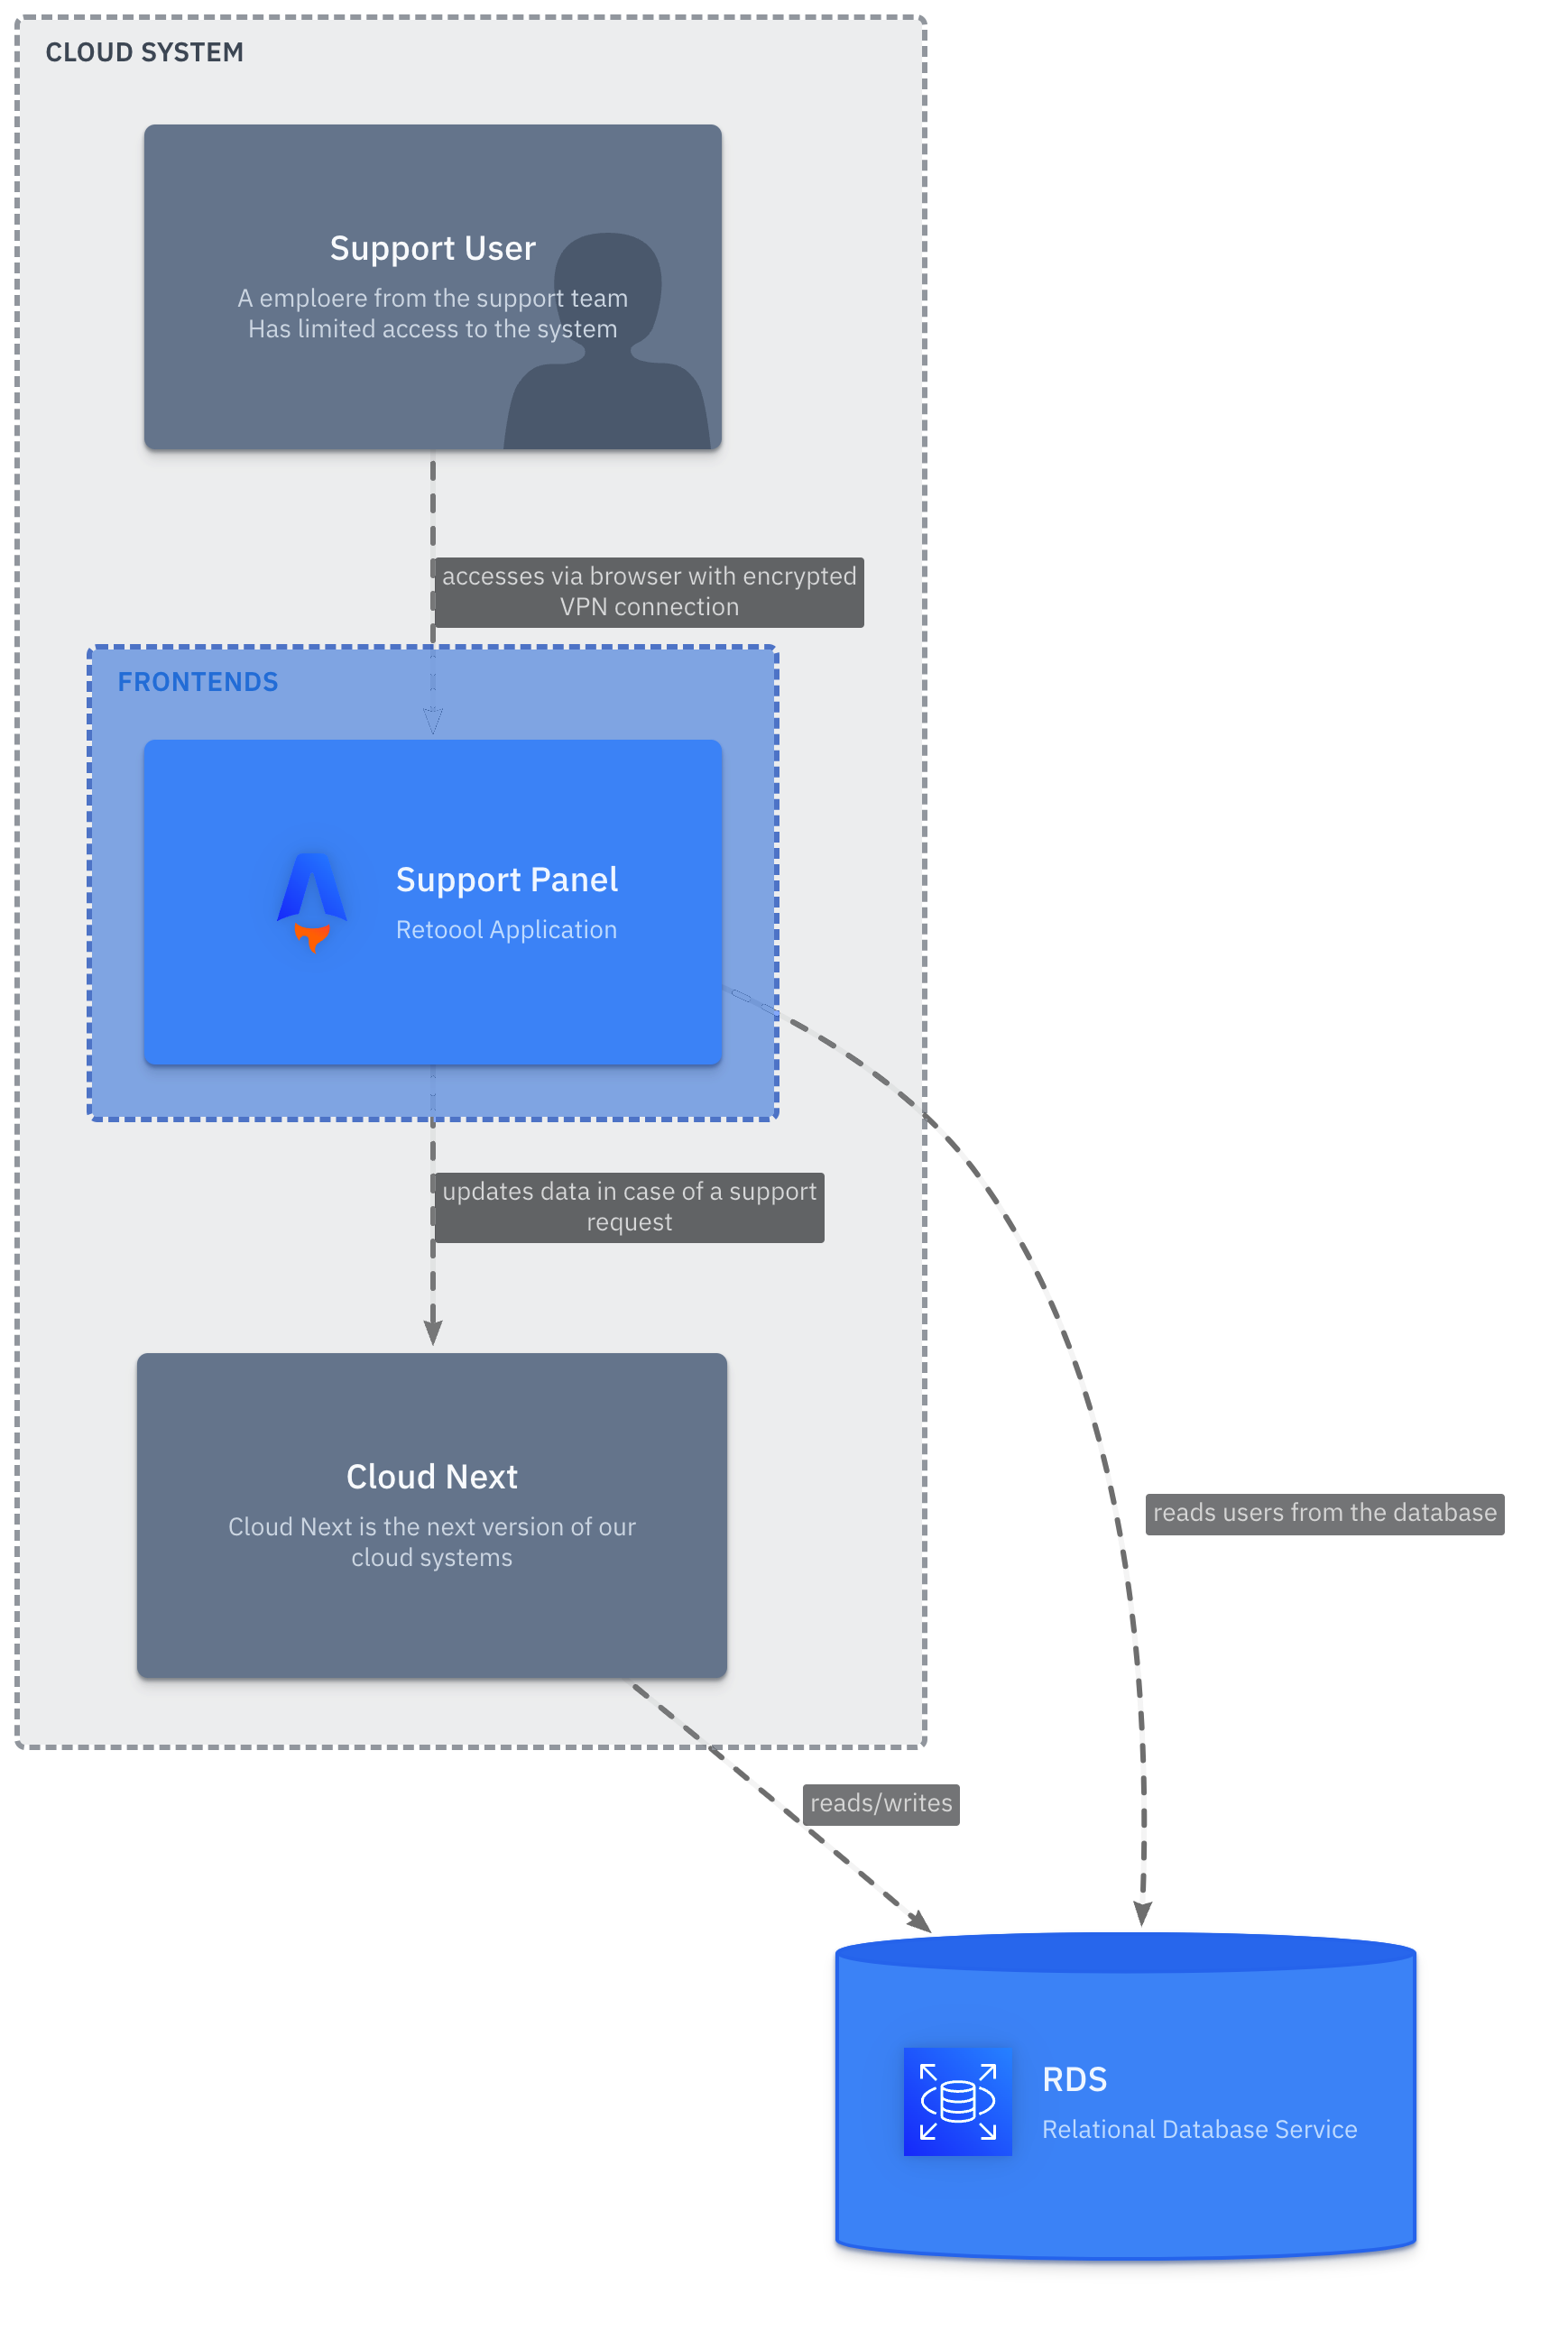 CLOUD SYSTEM
Support User
A emploere from the support team
Has limited access to the system
accesses via browser with encrypted
VPN connection
FRONTENDS
Support Panel
Retoool Application
updates data in case of a support
request
Cloud Next
Cloud Next is the next version of our
cloud systems
reads users from the database
reads/writes
RDS
Relational Database Service